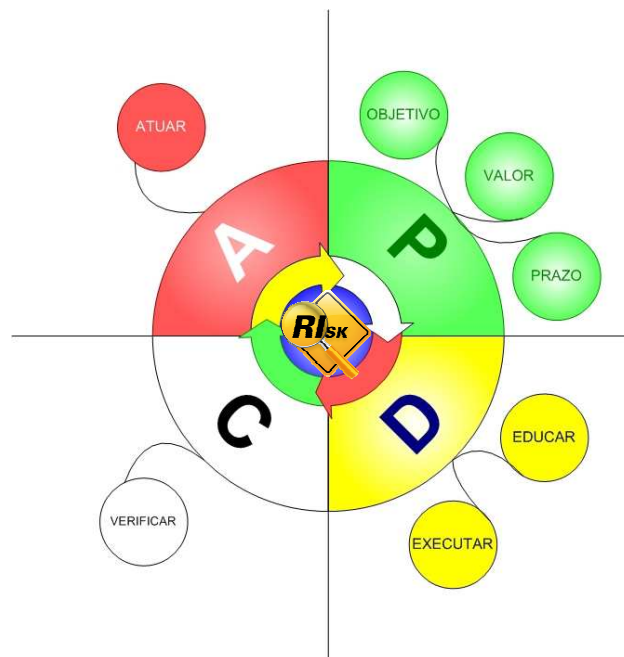 OBJETIVO
ATUAR
VALOR
A
P
PRAZO
RISK
C
D
EDUCAR
VERIFICAR
EXECUTAR